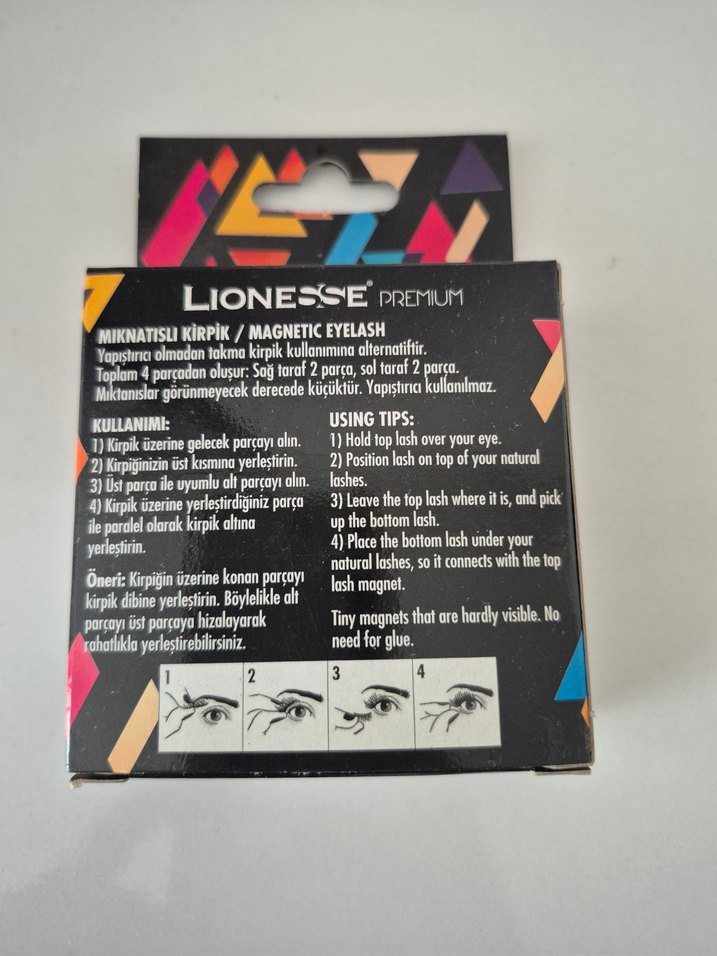 LIONESSE® PREMIUM
MIKNATISLI KİRPİK / MAGNETIC EYELASH
Yapıştırıcı olmadan takma kirpik kullanımına alternatiftir.
Toplam 4 parçadan oluşur: Sağ taraf 2 parça, sol taraf 2 parça.
Mıktanıslar görünmeyecek derecede küçüktür. Yapıştırıcı kullanılmaz.
KULLANIMI:
1) Kirpik üzerine gelecek parçayı alın.
2) Kirpiğinizin üst kısmına yerleştirin.
3) Üst parça ile uyumlu alt parçayı alın.
4) Kirpik üzerine yerleştirdiğiniz parça
ile paralel olarak kirpik altına
yerleştirin.
Öneri: Kirpiğin üzerine konan parçayı
kirpik dibine yerleştirin. Böylelikle alt
parçayı üst parçaya hizalayarak
rahatlıkla yerleştirebilirsiniz.
USING TIPS:
1) Hold top lash over your eye.
2) Position lash on top of your natural
lashes.
3) Leave the top lash where it is, and pick
up the bottom lash.
4) Place the bottom lash under your
natural lashes, so it connects with the top
lash magnet.
Tiny magnets that are hardly visible. No
need for glue.
1 2 3 4